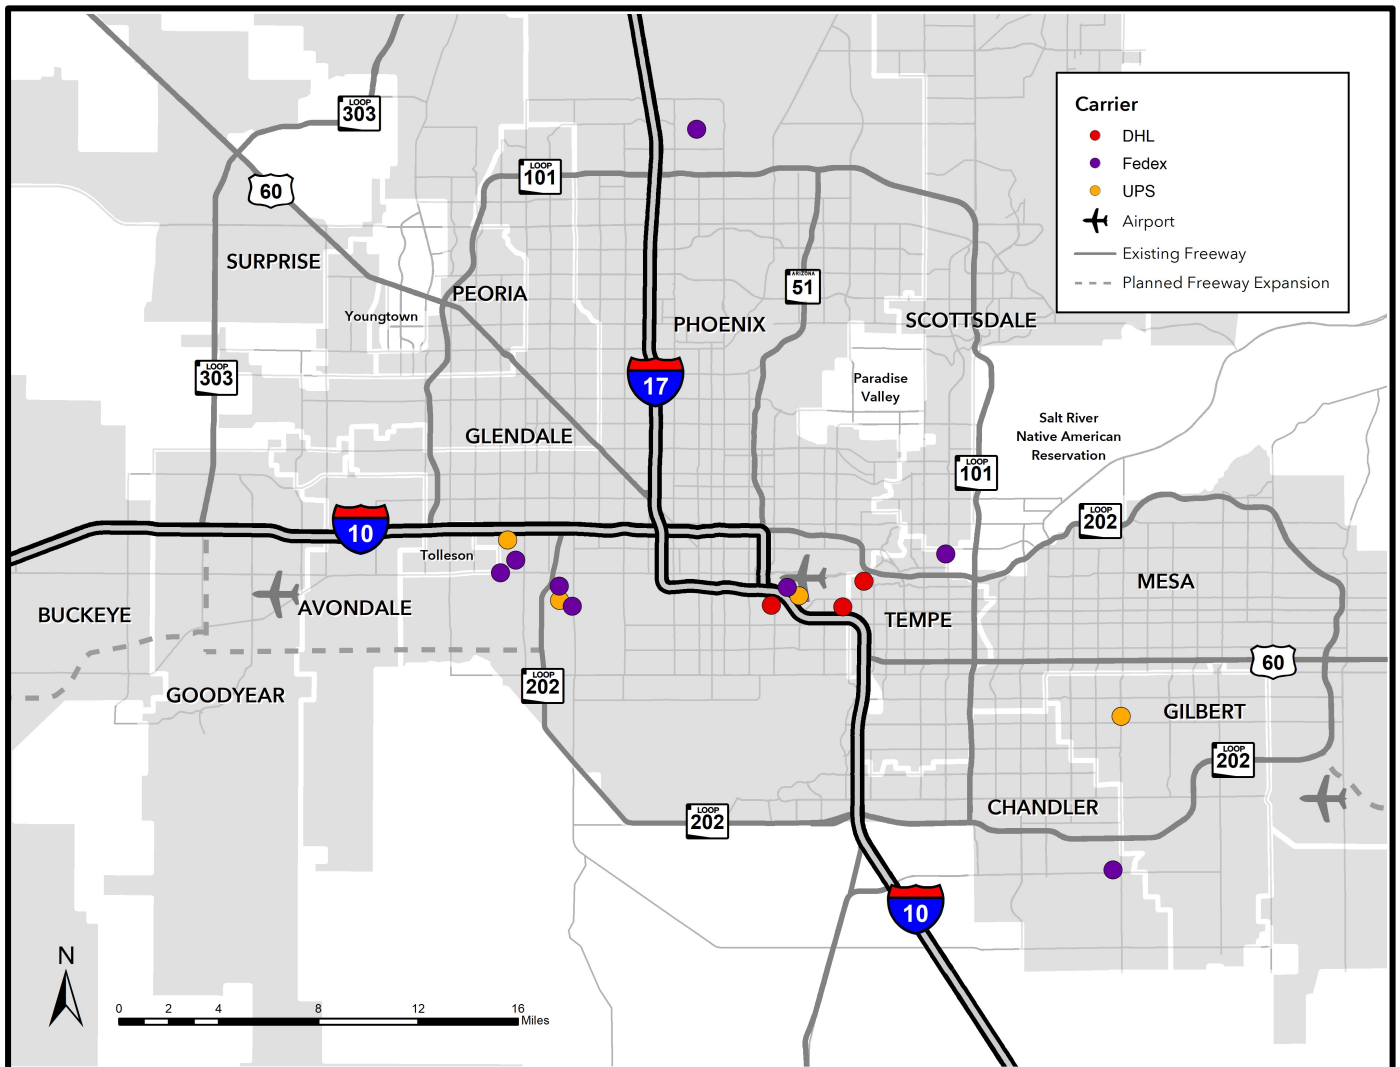 LOOP
303
60
LOOP
101
Carrier
DHL
Fedex
UPS
Airport
Existing Freeway
Planned Freeway Expansion
SURPRISE
PEORIA
Youngtown
ARIZONA
51
PHOENIX
SCOTTSDALE
LOOP
303
17
Paradise
Valley
Salt River
Native American
Reservation
GLENDALE
LOOP
101
LOOP
202
10
Tolleson
MESA
BUCKEYE
AVONDALE
TEMPE
60
GOODYEAR
LOOP
202
GILBERT
LOOP
202
CHANDLER
LOOP
202
10
N
0 2 4 8 12 16
Miles